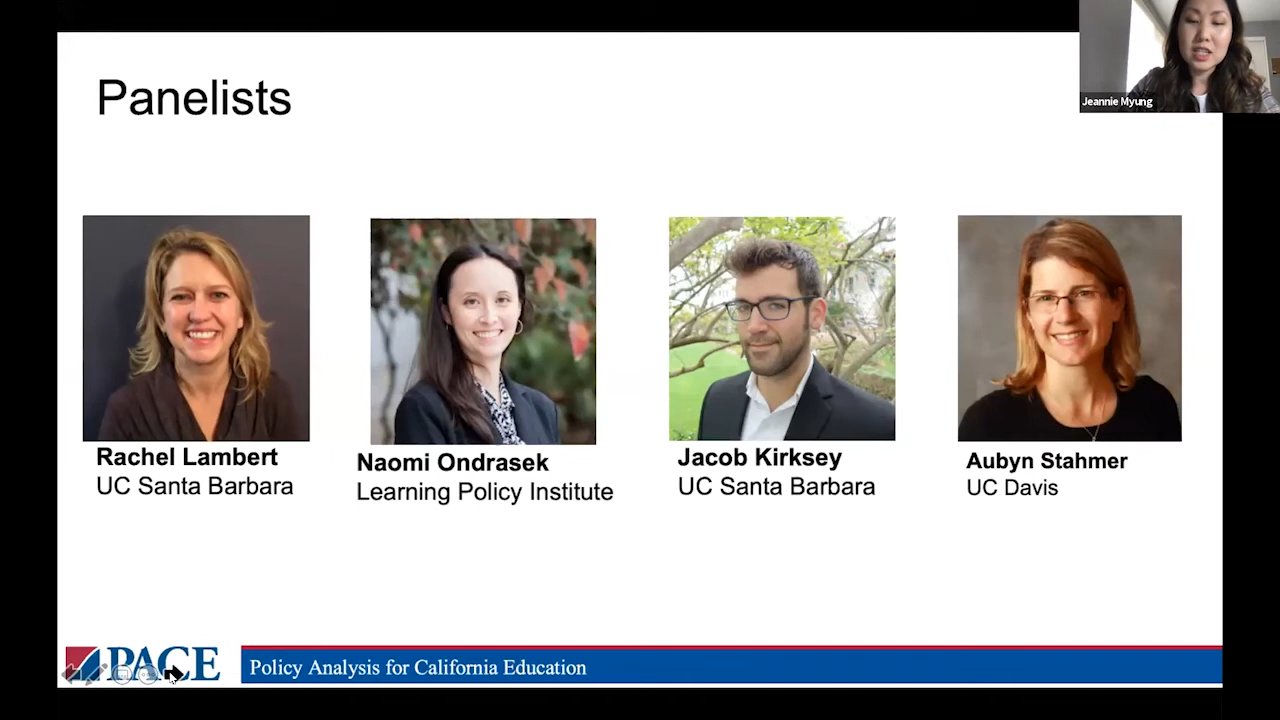 Panelists
Jeannie Myung
Rachel Lambert
UC Santa Barbara
Naomi Ondrasek
Learning Policy Institute
Jacob Kirksey
UC Santa Barbara
Aubyn Stahmer
UC Davis
PACE
Policy Analysis for California Education